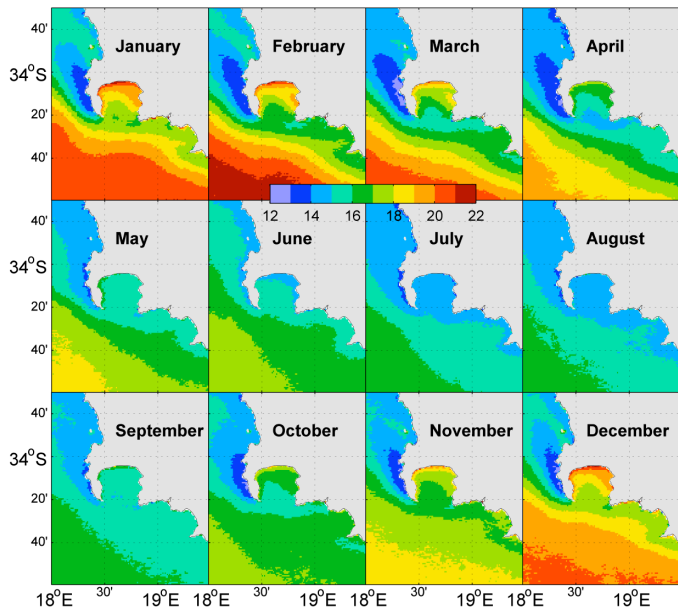 40'
January
February
March
April
34°S
20'
40'
12 14 16 18 20 22
40'
May
June
July
August
34°S
20'
40'
40'
September
October
November
December
34°S
20'
40'
18°E 30' 19°E 18°E 30' 19°E 18°E 30' 19°E 18°E 30' 19°E